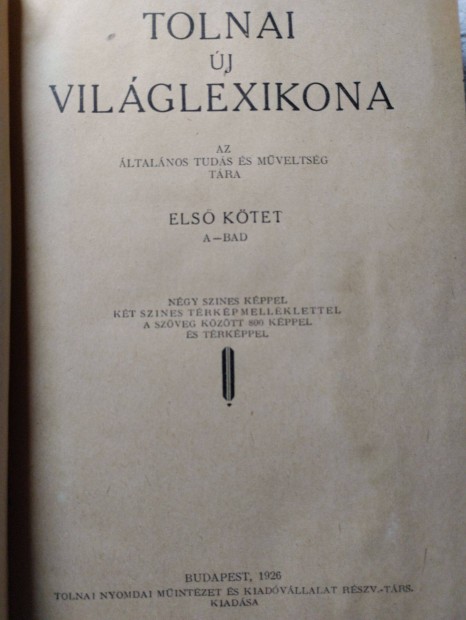 TOLNAI
ÚJ
VILÁGLEXIKONA
AZ
ÁLTALÁNOS TUDÁS ÉS MŰVELTSÉG
TÁRA
ELSŐ KÖTET
A—BAD
NÉGY SZINES KÉPPEL
KÉT SZINES TÉRKÉPMELLÉKLETTEL
A SZÖVEG KÖZÖTT 800 KÉPPEL
ÉS TÉRKÉPPEL
BUDAPEST, 1926
TOLNAI NYOMDAI MŰINTÉZET ÉS KIADÓVÁLLALAT RÉSZV.-TÁRS.
KIADÁSA